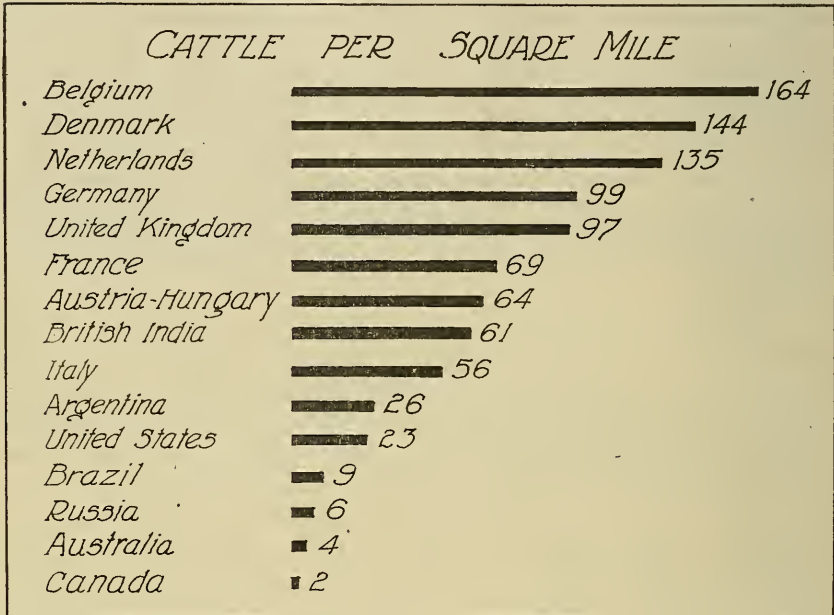 CATTLE PER SQUARE MILE
Belgium 164
Denmark 144
Netherlands 135
Germany 99
United Kingdom 97
France 69
Austria-Hungary 64
British India 61
Italy 56
Argentina 26
United States 23
Brazil 9
Russia 6
Australia 4
Canada 2